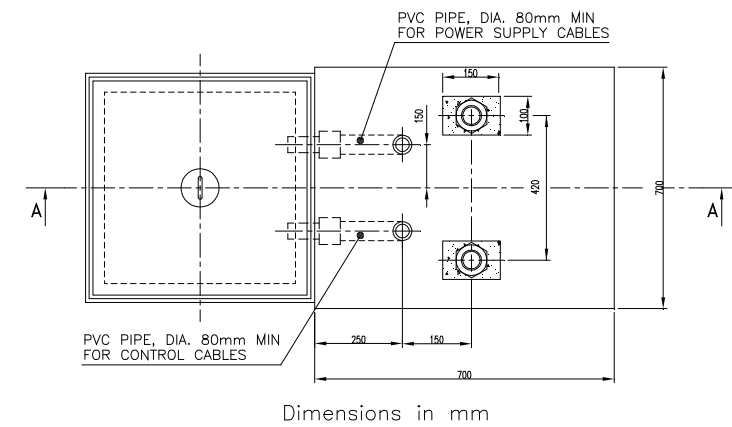 PVC PIPE, DIA. 80mm MIN
FOR POWER SUPPLY CABLES
150
150
100
420
700
A
A
PVC PIPE, DIA. 80mm MIN
FOR CONTROL CABLES
250
150
700
Dimensions in mm